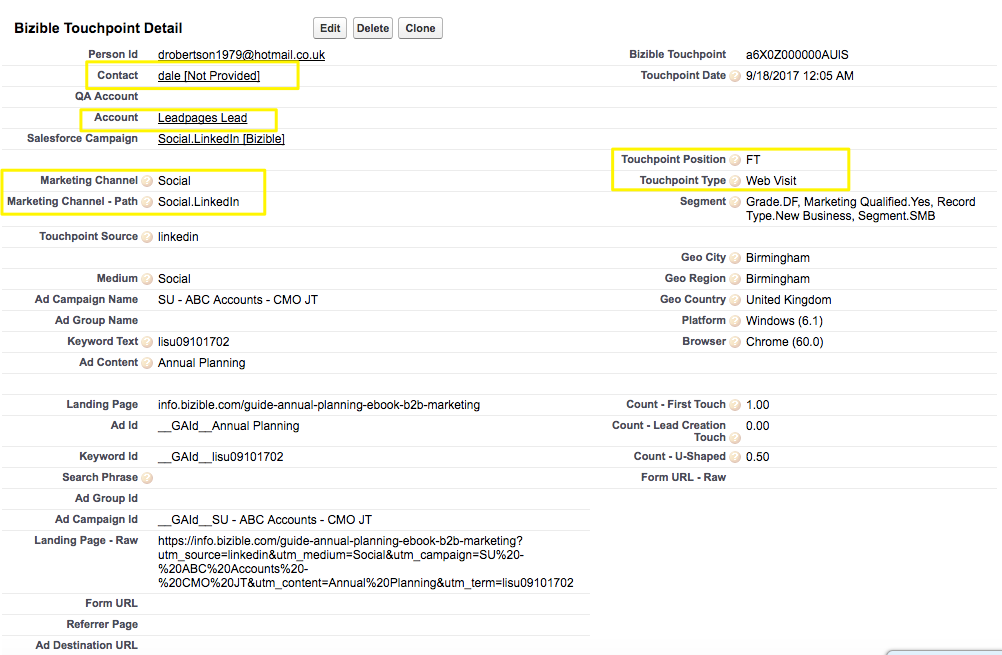 Bizible Touchpoint Detail Edit Delete Clone
Person Id drobertson1979@hotmail.co.uk Bizible Touchpoint a6X0Z000000AUlS
Contact dale [Not Provided] Touchpoint Date ? 9/18/2017 12:05 AM
QA Account
Account Leadpages Lead
Salesforce Campaign Social.LinkedIn [Bizible]
Touchpoint Position ? FT
Marketing Channel ? Social Touchpoint Type ? Web Visit
Marketing Channel - Path ? Social.LinkedIn Segment ? Grade.DF, Marketing Qualified.Yes, Record
Type.New Business, Segment.SMB
Touchpoint Source ? linkedin
Geo City ? Birmingham
Medium ? Social Geo Region ? Birmingham
Ad Campaign Name SU - ABC Accounts - CMO JT Geo Country ? United Kingdom
Ad Group Name Platform ? Windows (6.1)
Keyword Text ? lisu09101702 Browser ? Chrome (60.0)
Ad Content ? Annual Planning
Landing Page info.bizible.com/guide-annual-planning-ebook-b2b-marketing Count - First Touch ? 1.00
Ad Id __GAId__Annual Planning Count - Lead Creation 0.00
Touch ?
Keyword Id __GAId__lisu09101702 Count - U-Shaped ? 0.50
Search Phrase ? Form URL - Raw
Ad Group Id
Ad Campaign Id __GAId__SU - ABC Accounts - CMO JT
Landing Page - Raw https://info.bizible.com/guide-annual-planning-ebook-b2b-marketing?
utm_source=linkedin&utm_medium=Social&utm_campaign=SU%20-
%20ABC%20Accounts%20-
%20CMO%20JT&utm_content=Annual%20Planning&utm_term=lisu09101702
Form URL
Referrer Page
Ad Destination URL